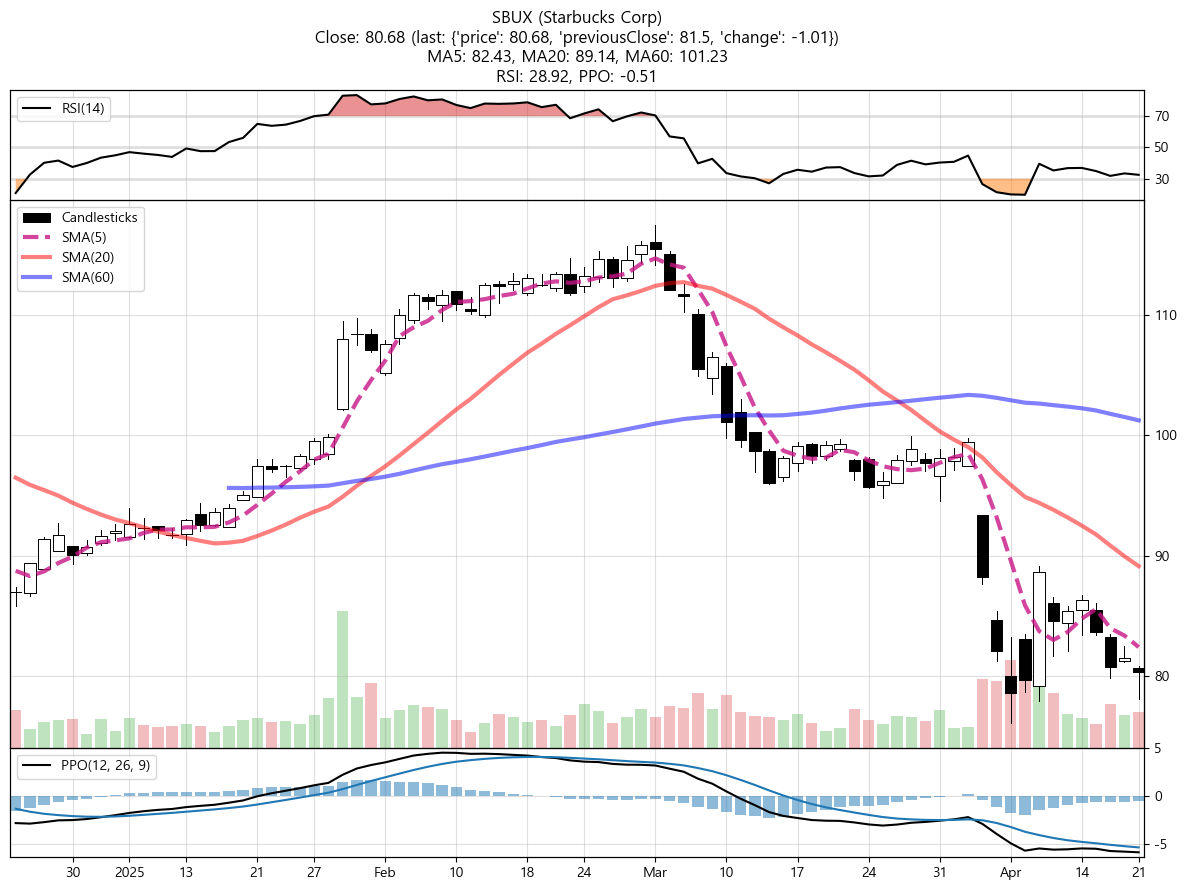 SBUX (Starbucks Corp)
Close: 80.68 (last: {'price': 80.68, 'previousClose': 81.5, 'change': -1.01})
MA5: 82.43, MA20: 89.14, MA60: 101.23
RSI: 28.92, PPO: -0.51
RSI(14)
70
50
30
Candlesticks
SMA(5)
SMA(20)
SMA(60)
110
100
90
80
PPO(12, 26, 9)
5
0
-5
30 2025 13 21 27 Feb 10 18 24 Mar 10 17 24 31 Apr 14 21